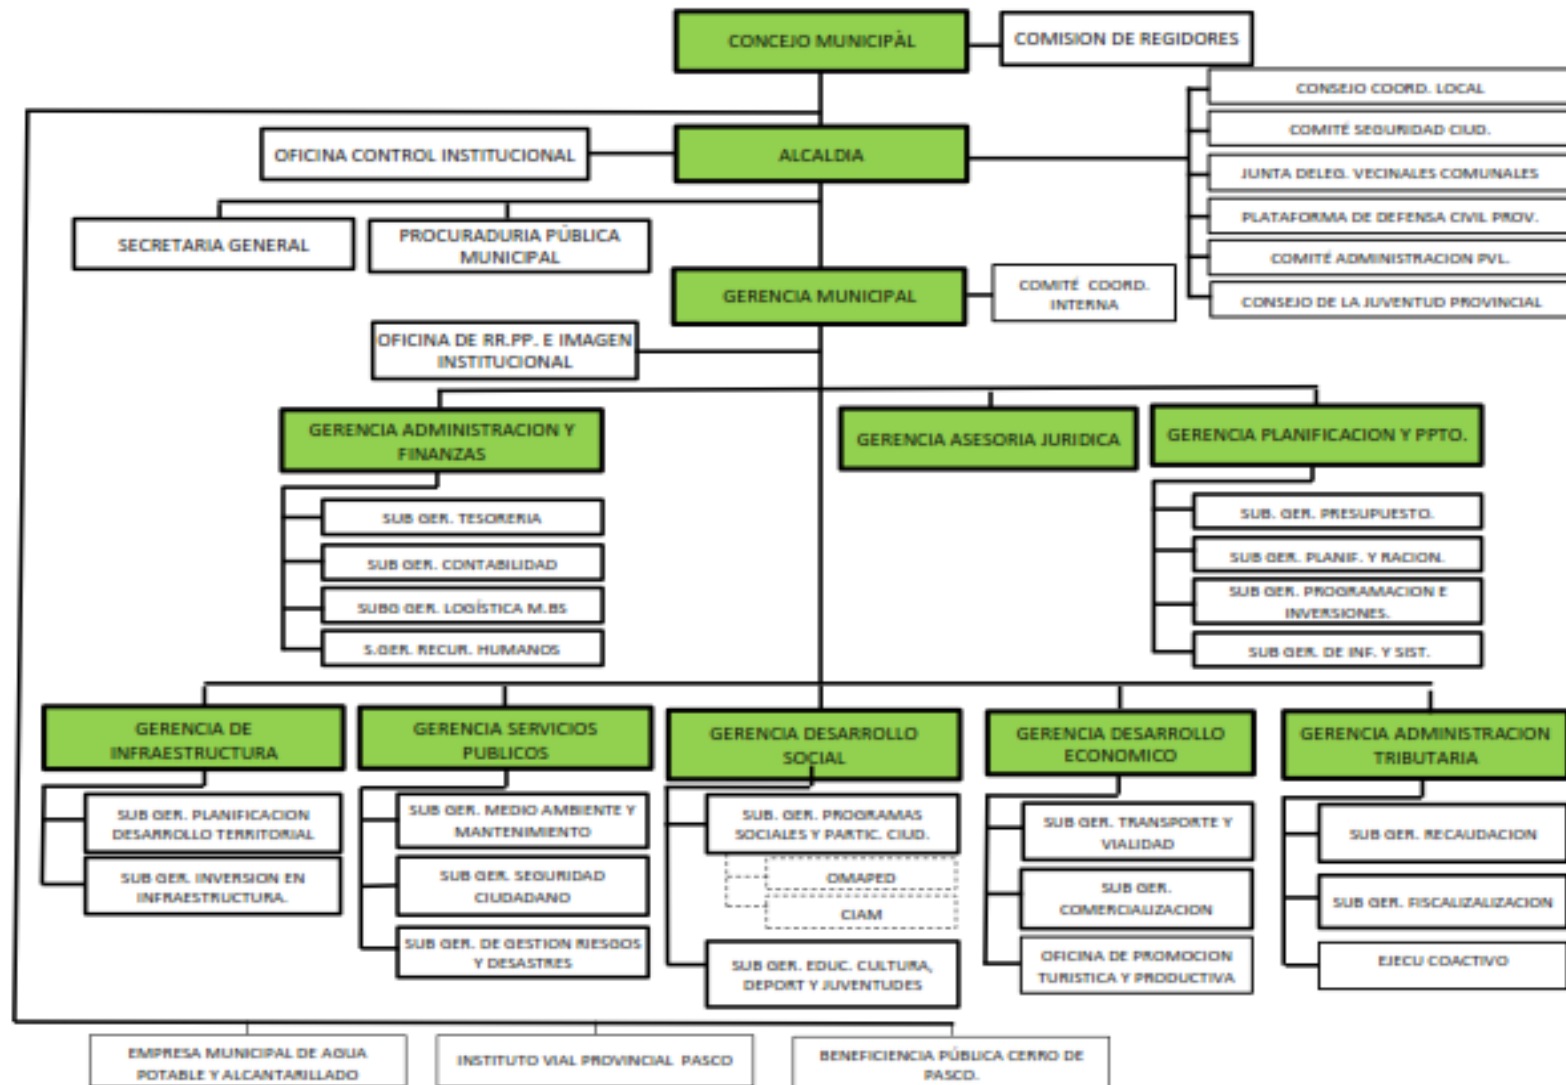 CONCEJO MUNICIPÀL
COMISION DE REGIDORES
CONSEJO COORD. LOCAL
COMITÉ SEGURIDAD CIUD.
JUNTA DELEG. VECINALES COMUNALES
PLATAFORMA DE DEFENSA CIVIL PROV.
COMITÉ ADMINISTRACION PVL.
CONSEJO DE LA JUVENTUD PROVINCIAL
OFICINA CONTROL INSTITUCIONAL
ALCALDIA
SECRETARIA GENERAL
PROCURADURIA PÚBLICA
MUNICIPAL
GERENCIA MUNICIPAL
COMITÉ COORD.
INTERNA
OFICINA DE RR.PP. E IMAGEN
INSTITUCIONAL
GERENCIA ADMINISTRACION Y
FINANZAS
SUB GER. TESORERIA
SUB GER. CONTABILIDAD
SUBG GER. LOGÍSTICA M.BS
S.GER. RECUR. HUMANOS
GERENCIA ASESORIA JURIDICA
GERENCIA PLANIFICACION Y PPTO.
SUB. GER. PRESUPUESTO.
SUB GER. PLANIF. Y RACION.
SUB GER. PROGRAMACION E
INVERSIONES.
SUB GER. DE INF. Y SIST.
GERENCIA DE
INFRAESTRUCTURA
SUB GER. PLANIFICACION
DESARROLLO TERRITORIAL
SUB GER. INVERSION EN
INFRAESTRUCTURA.
GERENCIA SERVICIOS
PUBLICOS
SUB GER. MEDIO AMBIENTE Y
MANTENIMIENTO
SUB GER. SEGURIDAD
CIUDADANO
SUB GER. DE GESTION RIESGOS
Y DESASTRES
GERENCIA DESARROLLO
SOCIAL
SUB. GER. PROGRAMAS
SOCIALES Y PARTIC. CIUD.
OMAPED
CIAM
SUB GER. EDUC. CULTURA,
DEPORT Y JUVENTUDES
GERENCIA DESARROLLO
ECONOMICO
SUB GER. TRANSPORTE Y
VIALIDAD
SUB GER.
COMERCIALIZACION
OFICINA DE PROMOCION
TURISTICA Y PRODUCTIVA
GERENCIA ADMINISTRACION
TRIBUTARIA
SUB GER. RECAUDACION
SUB GER. FISCALIZALIZACION
EJECU COACTIVO
EMPRESA MUNICIPAL DE AGUA
POTABLE Y ALCANTARILLADO
INSTITUTO VIAL PROVINCIAL PASCO
BENEFICIENCIA PÚBLICA CERRO DE
PASCO.